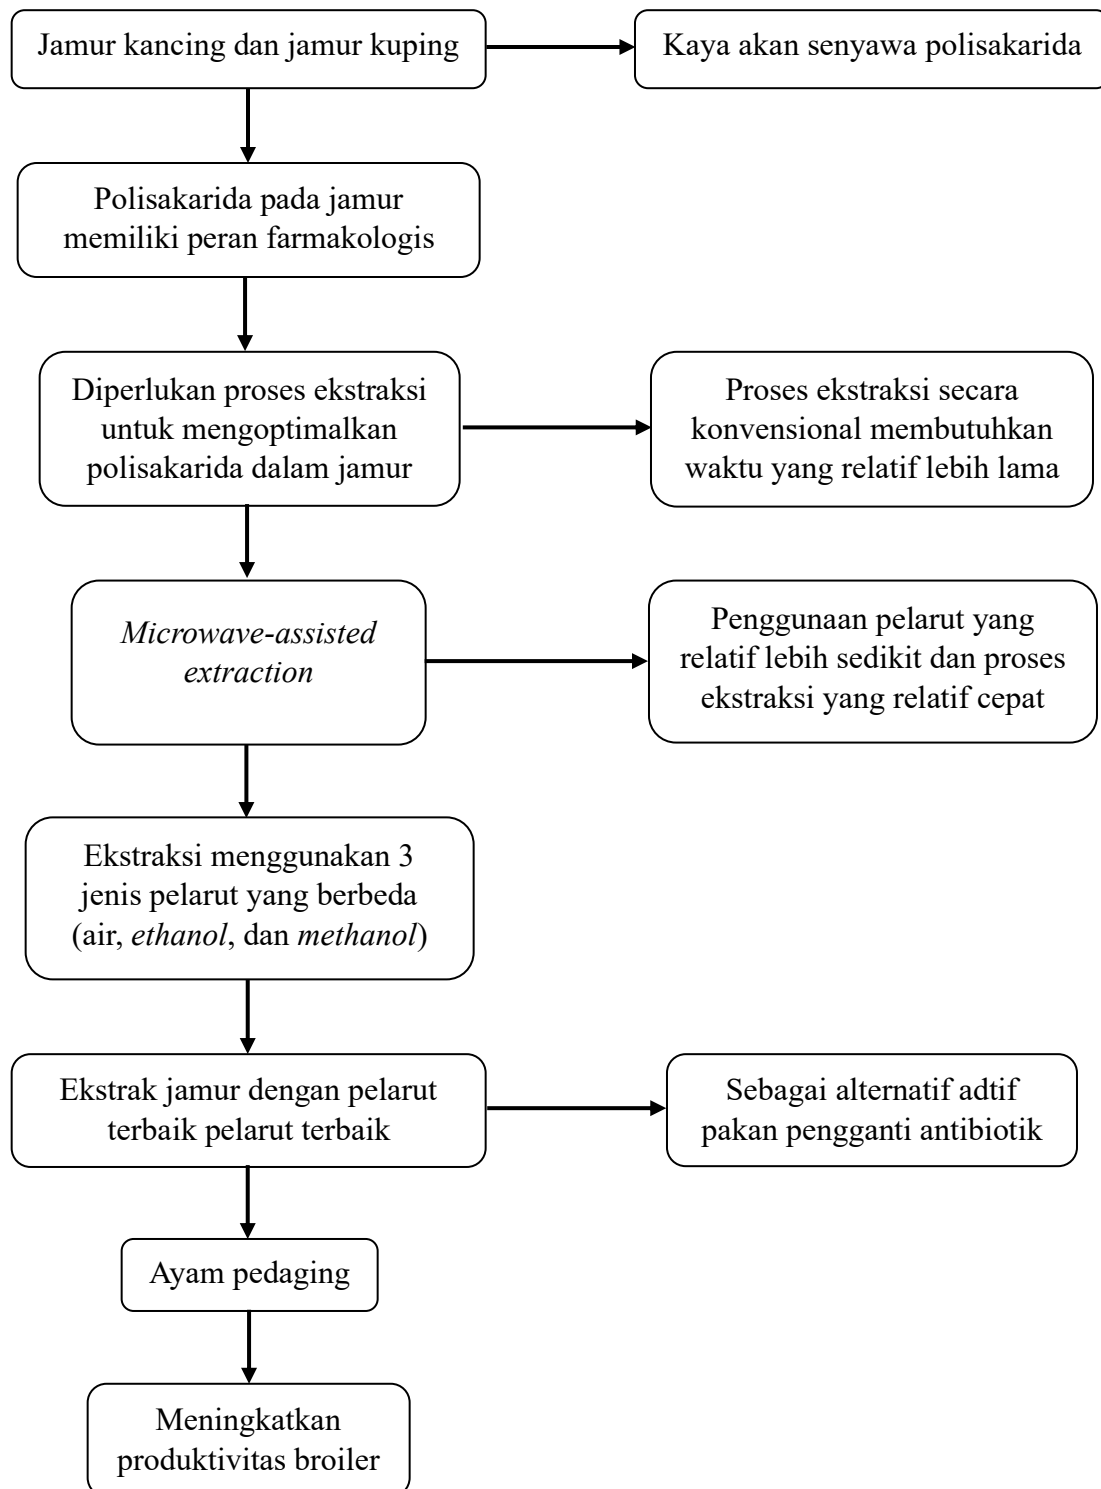 Jamur kancing dan jamur kuping
Kaya akan senyawa polisakarida
Polisakarida pada jamur
memiliki peran farmakologis
Diperlukan proses ekstraksi
untuk mengoptimalkan
polisakarida dalam jamur
Proses ekstraksi secara
konvensional membutuhkan
waktu yang relatif lebih lama
Microwave-assisted
extraction
Penggunaan pelarut yang
relatif lebih sedikit dan proses
ekstraksi yang relatif cepat
Ekstraksi menggunakan 3
jenis pelarut yang berbeda
(air, ethanol, dan methanol)
Ekstrak jamur dengan pelarut
terbaik pelarut terbaik
Sebagai alternatif adtif
pakan pengganti antibiotik
Ayam pedaging
Meningkatkan
produktivitas broiler